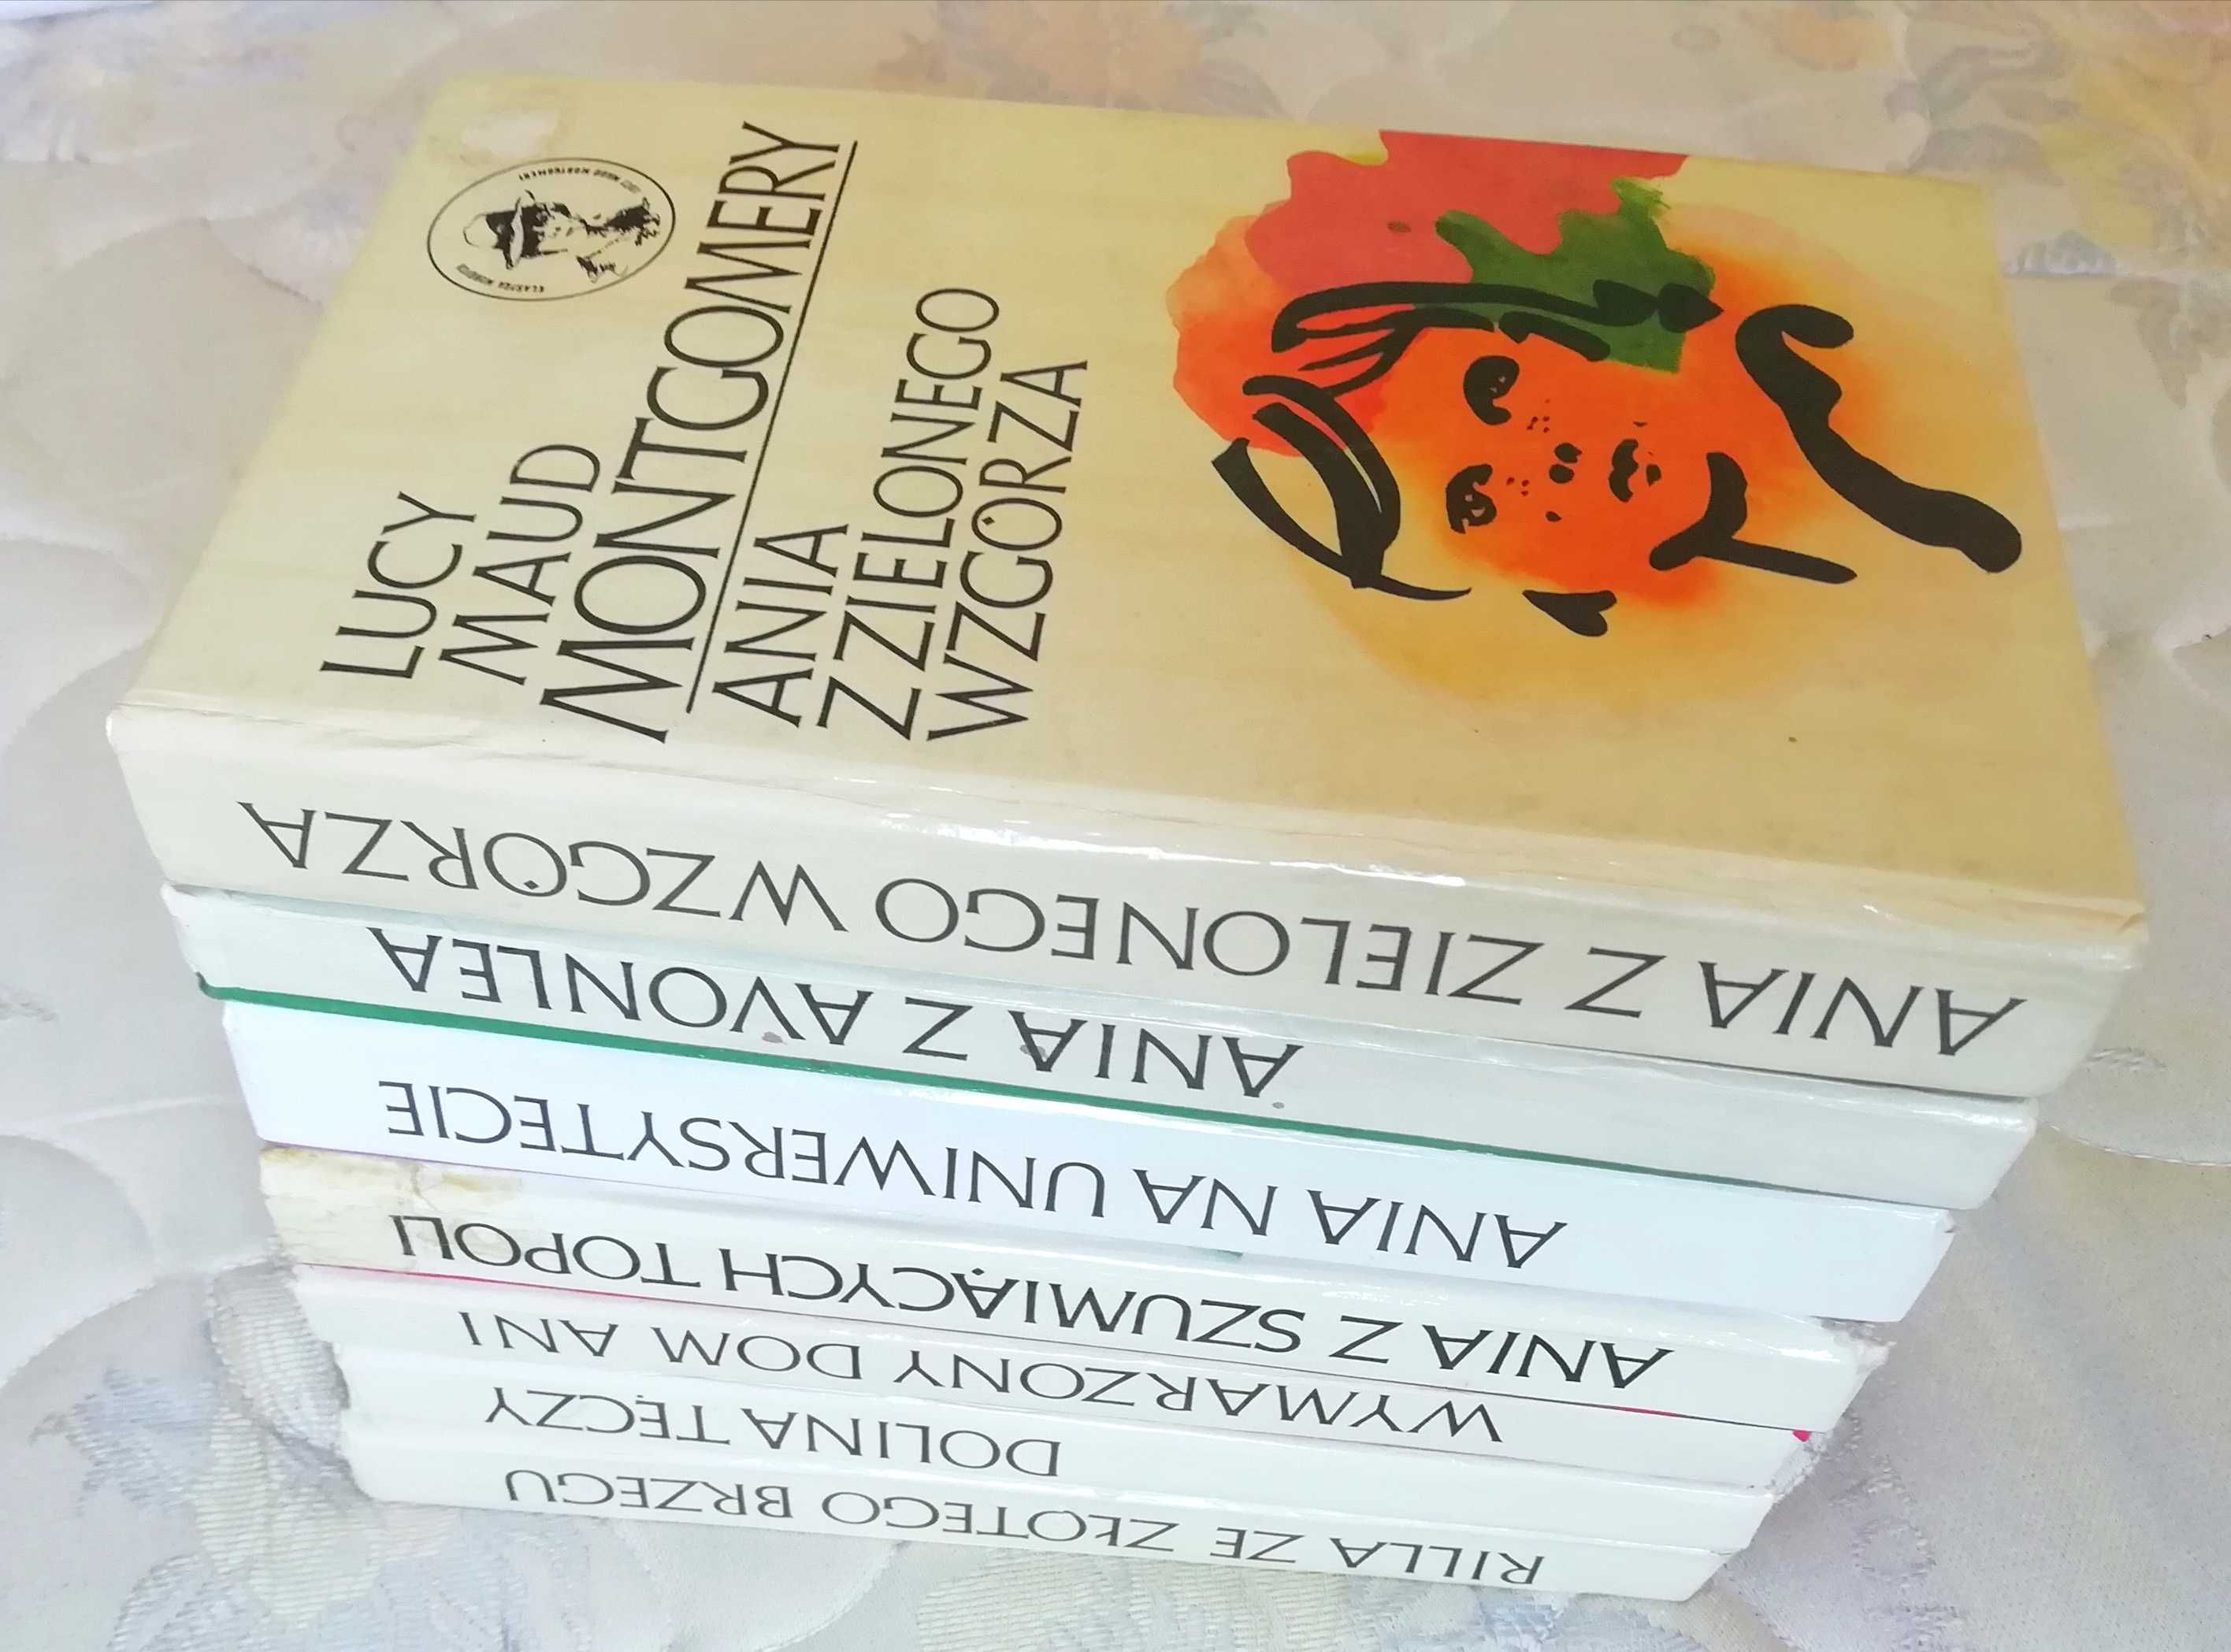 LUCY
MAUD
MONTGOMERY
ANIA
Z ZIELONEGO
WZGÓRZA
ANIA Z ZIELONEGO WZGÓRZA
ANIA Z AVONLEA
ANIA NA UNIWERSYTECIE
ANIA Z SZUMIĄCYCH TOPOLI
WYMARZONY DOM ANI
DOLINA TĘCZY
RILLA ZE ZŁOTEGO BRZEGU